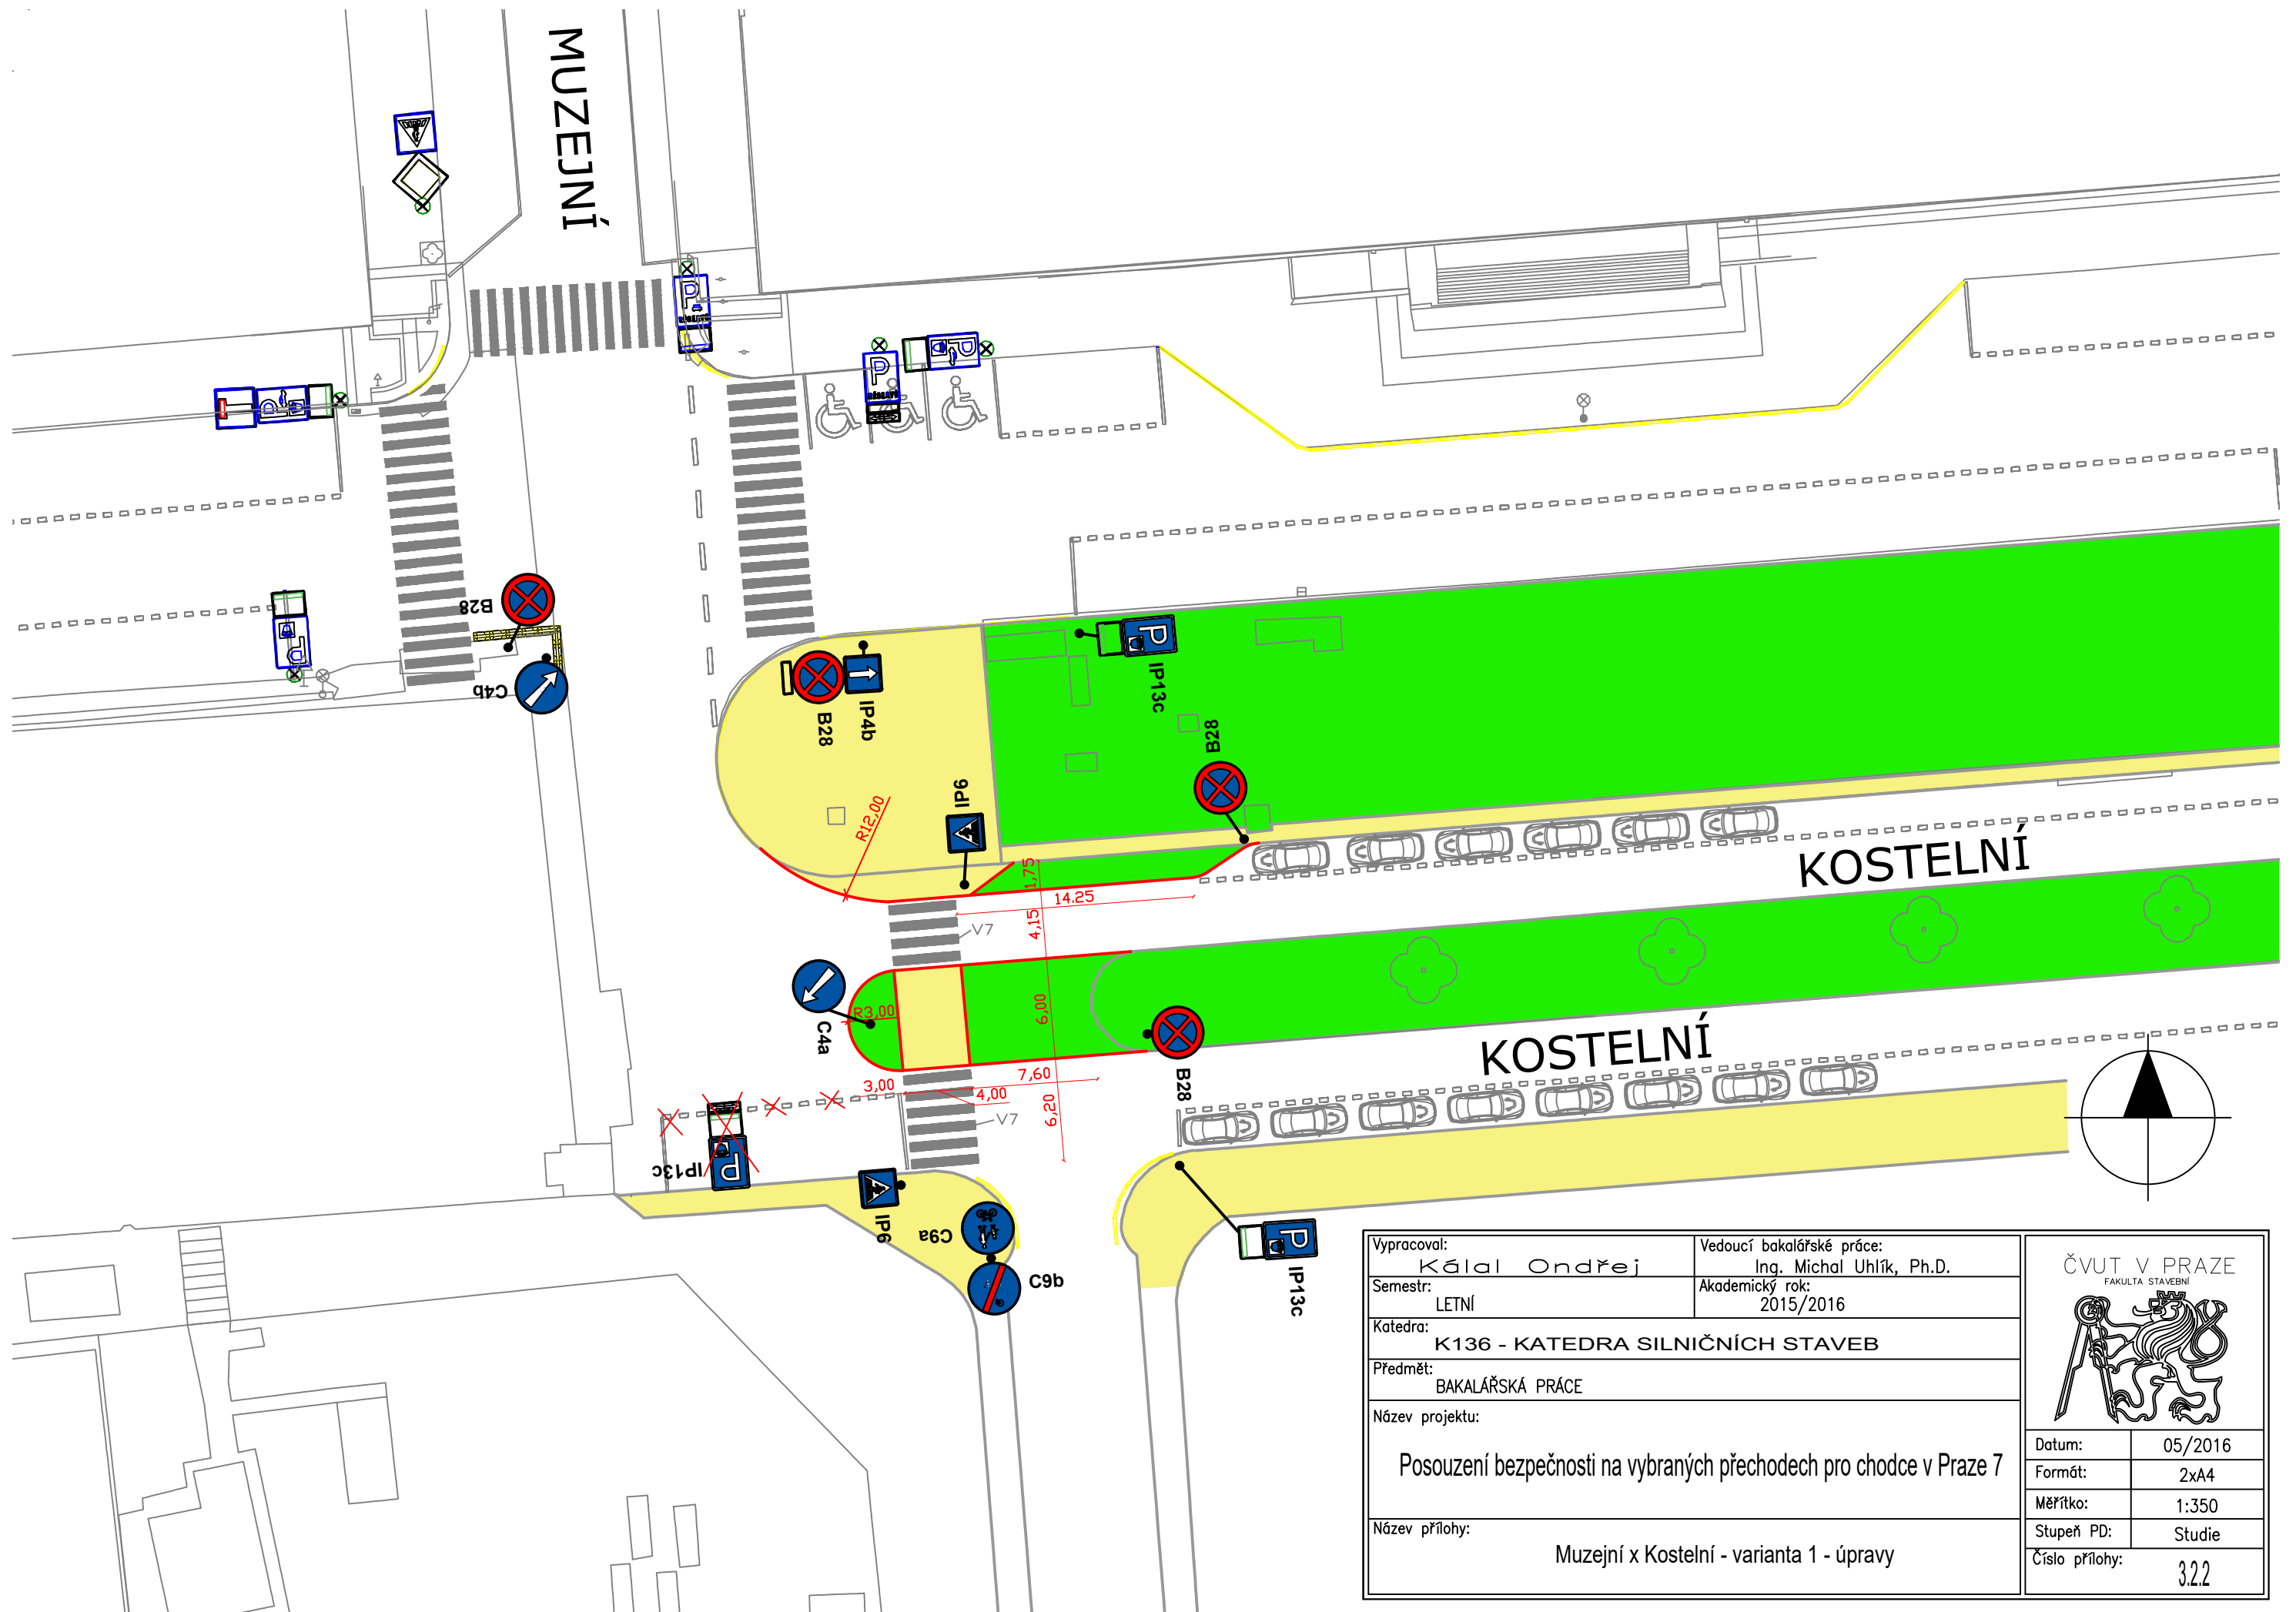 MUZEJNÍ
P
P
RÉSERVÉ
P
P
P
B28
C4b
B28
IP4b
P
IP13c
B28
IP6
R12,00
1,75
14.25
4,15
V7
KOSTELNÍ
C4a
R3,00
6,00
KOSTELNÍ
B28
3,00
7,60
4,00
6,20
V7
P
IP13c
IP6
C9a
C9b
P
IP13c
Vypracoval:
Kálal Ondřej
Vedoucí bakalářské práce:
Ing. Michal Uhlík, Ph.D.
Semestr:
LETNÍ
Akademický rok:
2015/2016
Katedra:
K136 - KATEDRA SILNIČNÍCH STAVEB
Předmět:
BAKALÁŘSKÁ PRÁCE
Název projektu:
Posouzení bezpečnosti na vybraných přechodech pro chodce v Praze 7
Název přílohy:
Muzejní x Kostelní - varianta 1 - úpravy
ČVUT V PRAZE
FAKULTA STAVEBNÍ
Datum:
05/2016
Formát:
2xA4
Měřítko:
1:350
Stupeň PD:
Studie
Číslo přílohy:
3.2.2